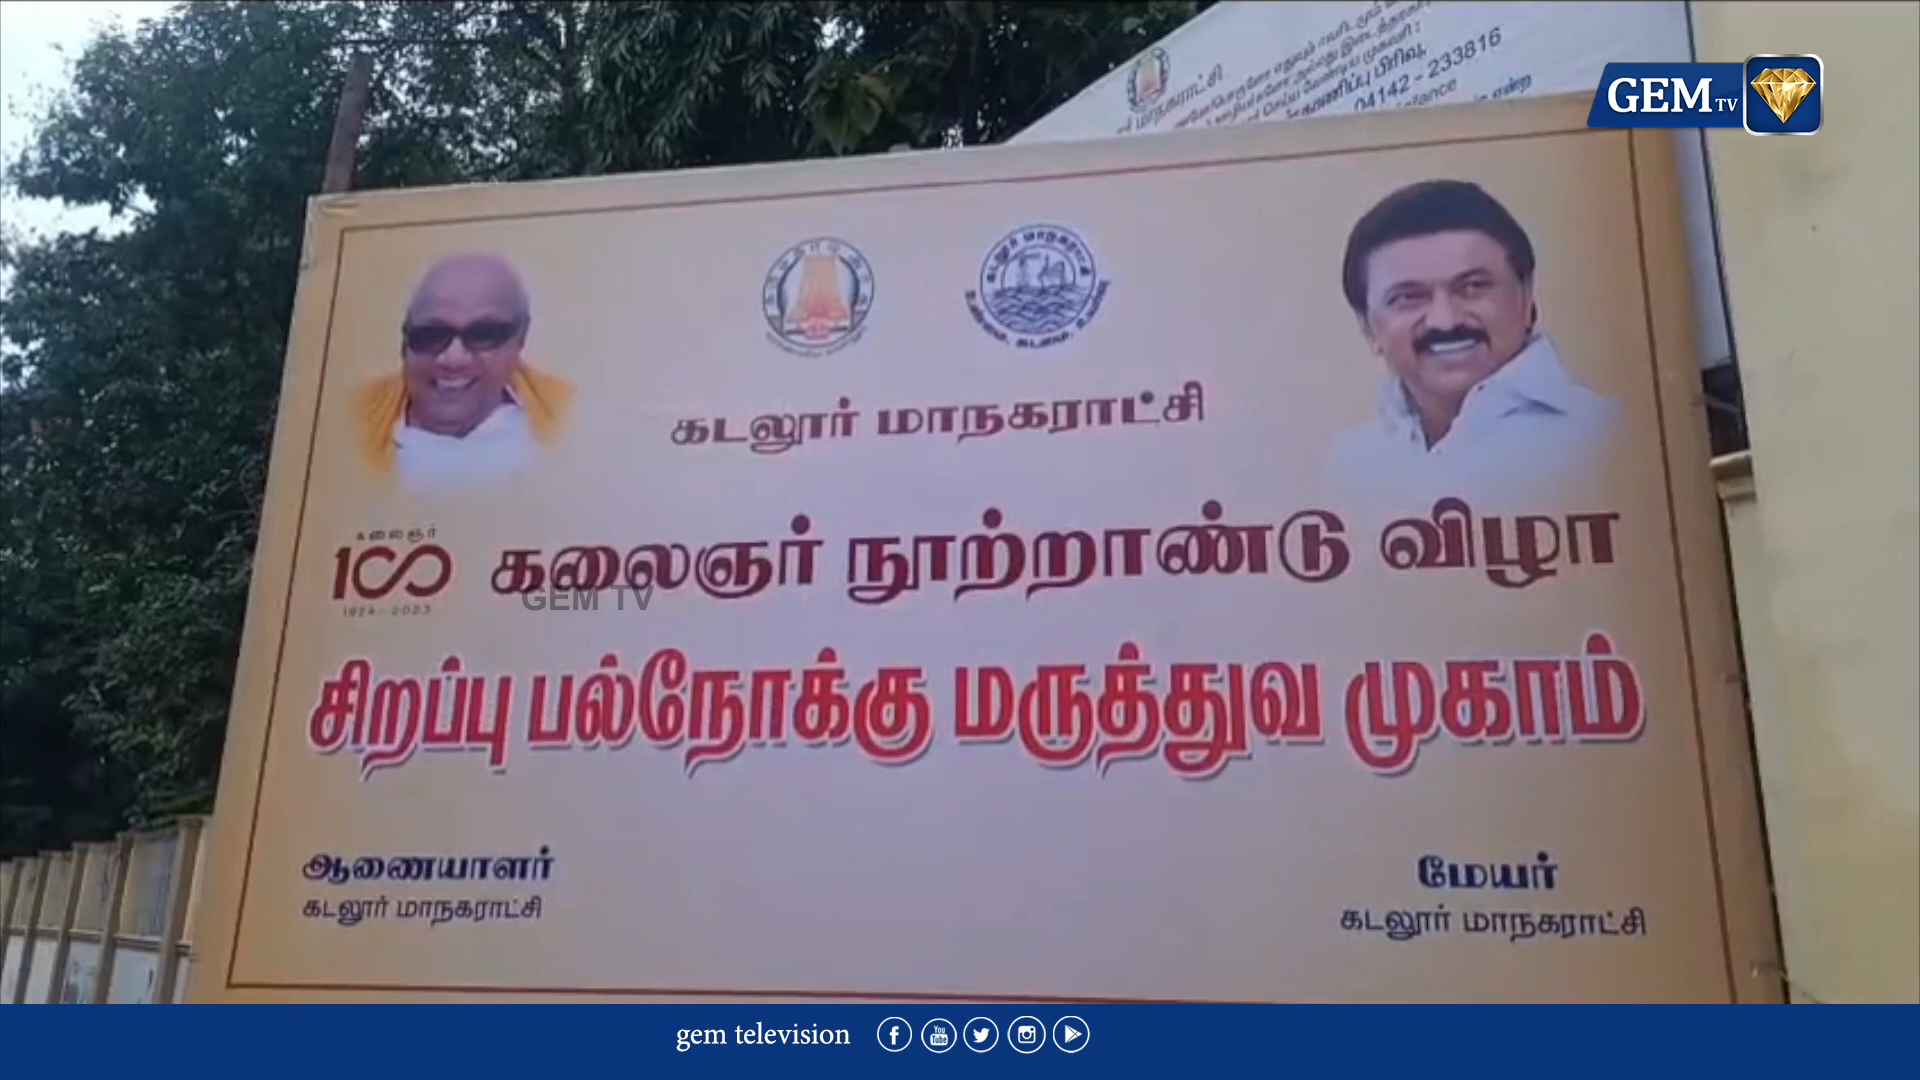 GEM TV
04142 - 233816
கடலூர் மாநகராட்சி
கலைஞர்
100
1924-2023
கலைஞர் நூற்றாண்டு விழா
GEM TV
சிறப்பு பல்நோக்கு மருத்துவ முகாம்
ஆணையாளர்
கடலூர் மாநகராட்சி
மேயர்
கடலூர் மாநகராட்சி
gem television